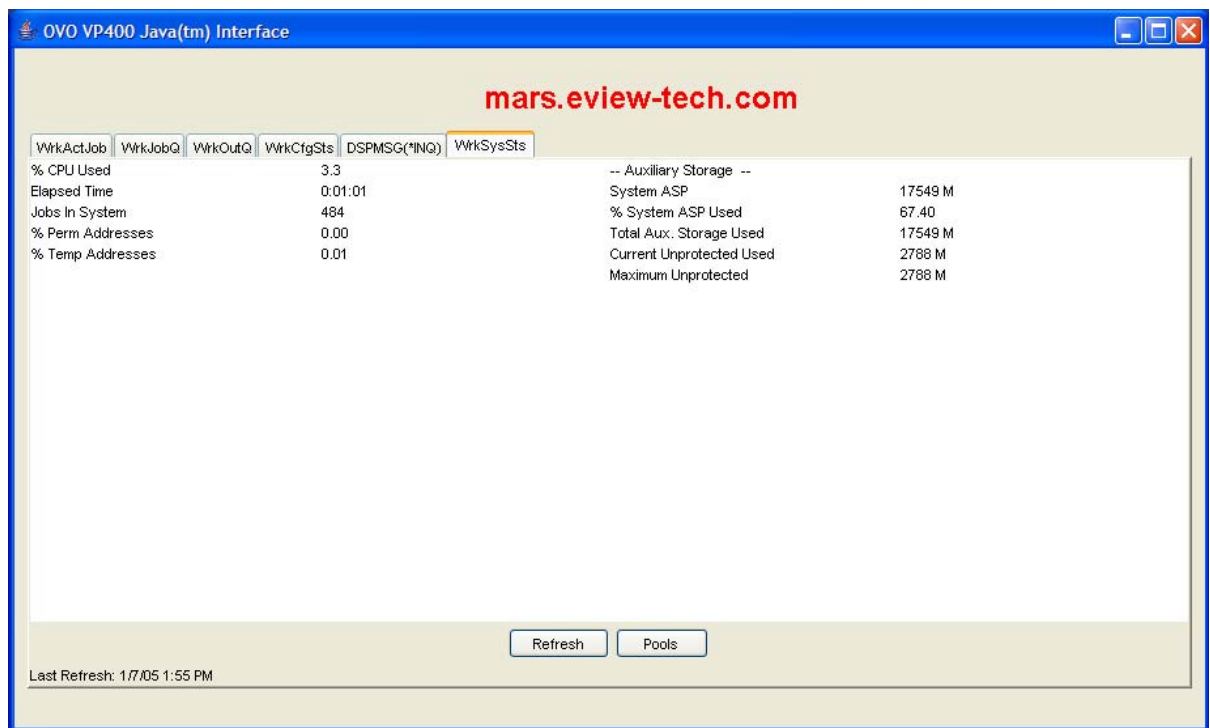 OVO VP400 Java(tm) Interface
mars.eview-tech.com
WrkActJob WrkJobQ WrkOutQ WrkCfgSts DSPMSG(*INQ) WrkSysSts
% CPU Used 3.3 -- Auxiliary Storage --
Elapsed Time 0:01:01 System ASP 17549 M
Jobs In System 484 % System ASP Used 67.40
% Perm Addresses 0.00 Total Aux. Storage Used 17549 M
% Temp Addresses 0.01 Current Unprotected Used 2788 M
Maximum Unprotected 2788 M
Refresh Pools
Last Refresh: 1/7/05 1:55 PM